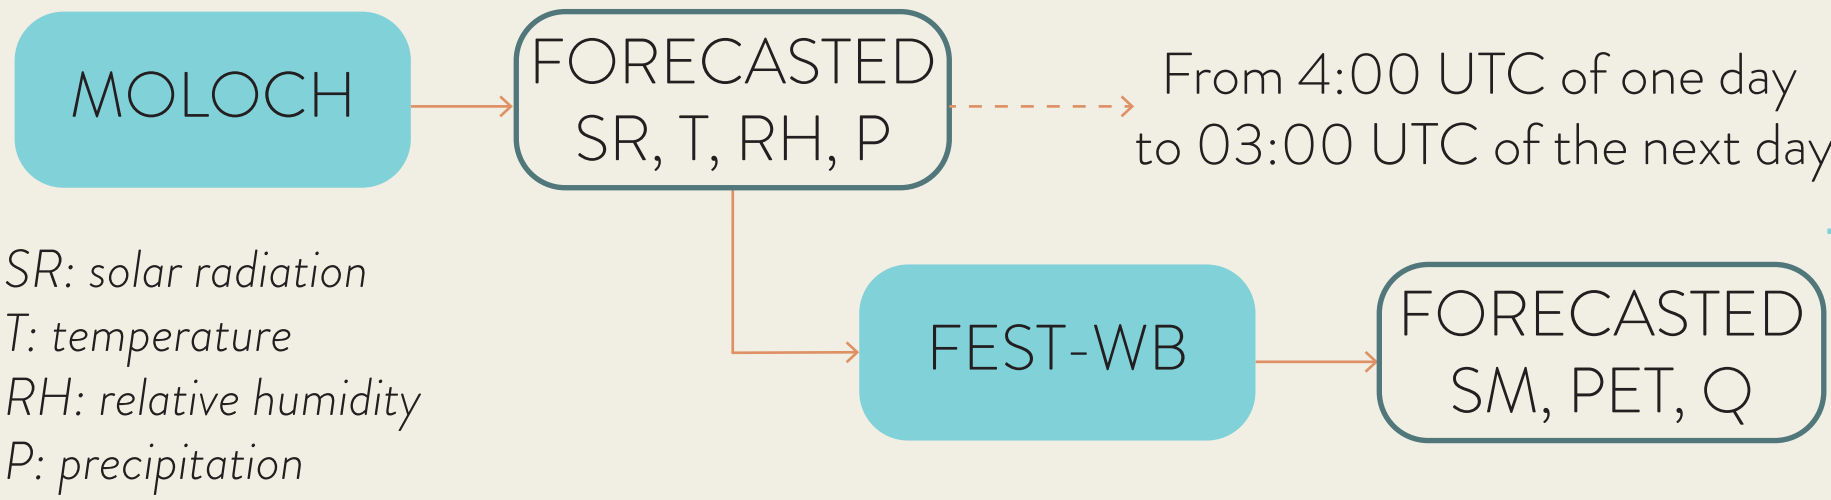 MOLOCH
FORECASTED
SR, T, RH, P
From 4:00 UTC of one day
to 03:00 UTC of the next day
SR: solar radiation
T: temperature
RH: relative humidity
P: precipitation
FEST-WB
FORECASTED
SM, PET, Q